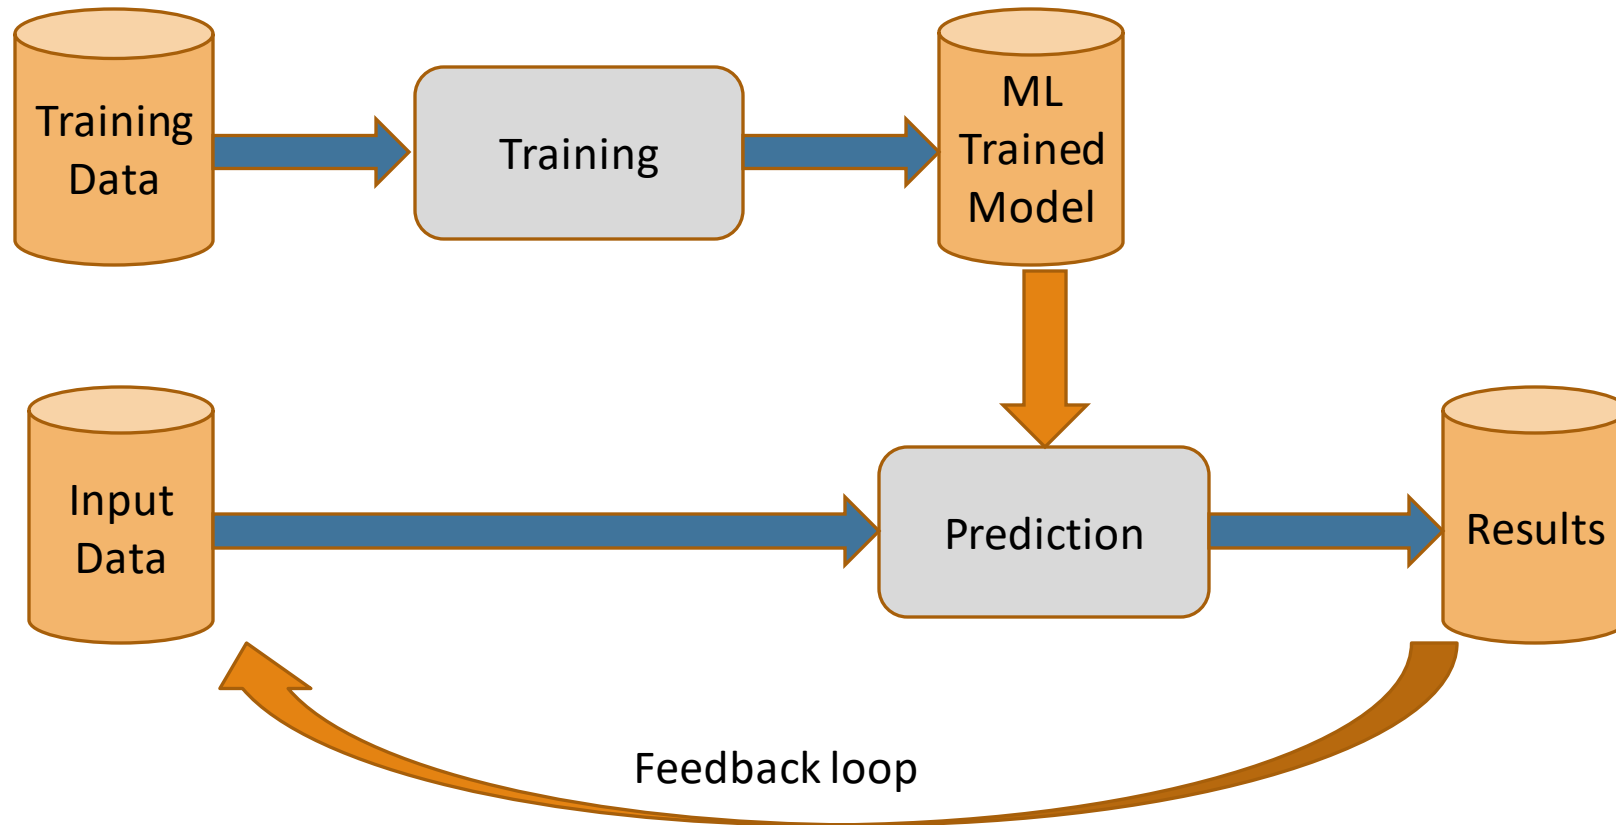 Training
Data
Training
ML
Trained
Model
Input
Data
Prediction
Results
Feedback loop